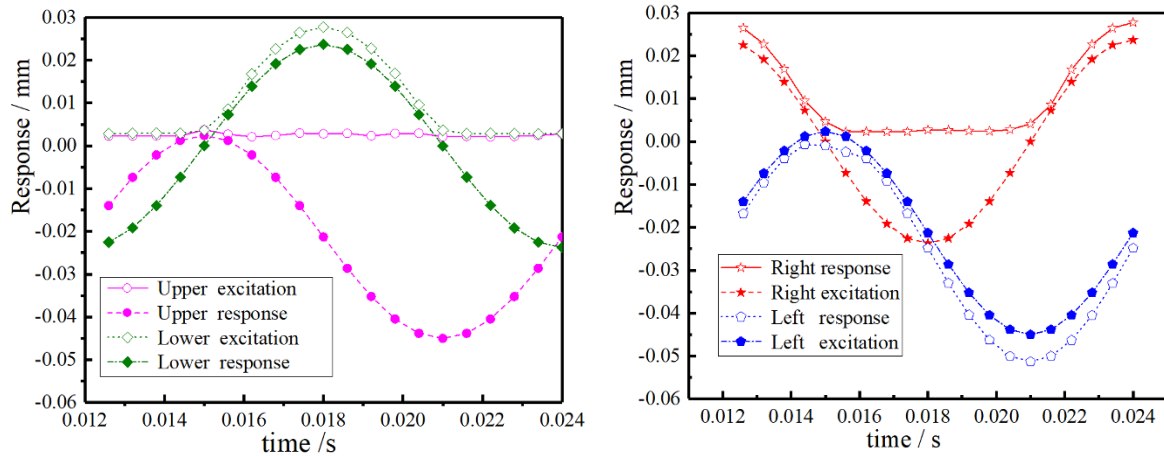 Response / mm
0.03
0.02
0.01
0.00
-0.01
-0.02
-0.03
-0.04
-0.05
-0.06
Upper excitation
Upper response
Lower excitation
Lower response
0.012 0.014 0.016 0.018 0.020 0.022 0.024
time /s
Response / mm
0.03
0.02
0.01
0.00
-0.01
-0.02
-0.03
-0.04
-0.05
-0.06
Right response
Right excitation
Left response
Left excitation
0.012 0.014 0.016 0.018 0.020 0.022 0.024
time / s